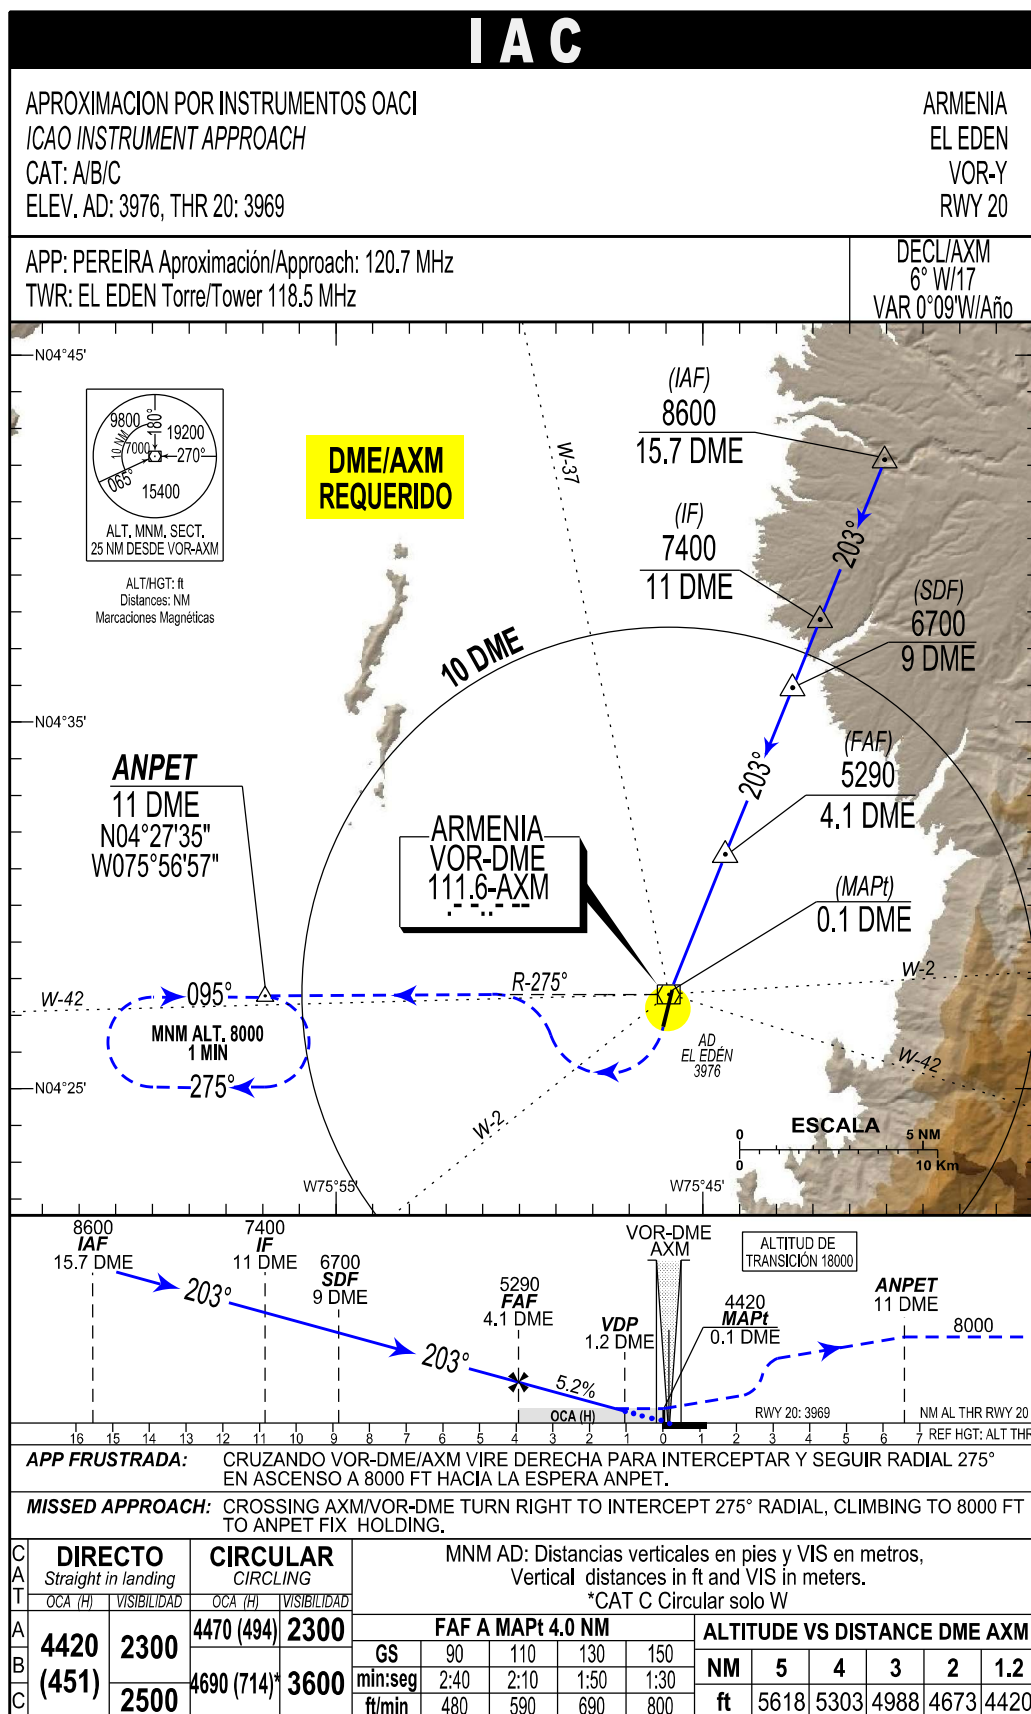 IAC
APROXIMACION POR INSTRUMENTOS OACI
ICAO INSTRUMENT APPROACH
CAT: A/B/C
ELEV. AD: 3976, THR 20: 3969
ARMENIA
EL EDEN
VOR-Y
RWY 20
APP: PEREIRA Aproximación/Approach: 120.7 MHz
TWR: EL EDEN Torre/Tower 118.5 MHz
DECL/AXM
6° W/17
VAR 0°09'W/Año
N04°45'
9800
180°
19200
10 NM
7000
270°
065°
15400
ALT. MNM. SECT.
25 NM DESDE VOR-AXM
ALT/HGT: ft
Distances: NM
Marcaciones Magnéticas
DME/AXM
REQUERIDO
W-37
(IAF)
8600
15.7 DME
203°
(IF)
7400
11 DME
(SDF)
6700
9 DME
10 DME
N04°35'
203°
(FAF)
5290
4.1 DME
ANPET
11 DME
N04°27'35"
W075°56'57"
ARMENIA
VOR-DME
111.6-AXM
.- -..- --
(MAPt)
0.1 DME
W-42
095°
R-275°
W-2
MNM ALT. 8000
1 MIN
275°
AD
EL EDÉN
3976
W-42
N04°25'
W-2
ESCALA
0 5 NM
0 10 Km
W75°55'
W75°45'
8600
IAF
15.7 DME
7400
IF
11 DME
6700
SDF
9 DME
5290
FAF
4.1 DME
VDP
1.2 DME
VOR-DME
AXM
4420
MAPt
0.1 DME
ALTITUD DE
TRANSICIÓN 18000
ANPET
11 DME
8000
203°
203°
5.2%
OCA (H)
RWY 20: 3969
NM AL THR RWY 20
16 15 14 13 12 11 10 9 8 7 6 5 4 3 2 1 0 1 2 3 4 5 6 7
REF HGT: ALT THR
APP FRUSTRADA: CRUZANDO VOR-DME/AXM VIRE DERECHA PARA INTERCEPTAR Y SEGUIR RADIAL 275°
EN ASCENSO A 8000 FT HACIA LA ESPERA ANPET.
MISSED APPROACH: CROSSING AXM/VOR-DME TURN RIGHT TO INTERCEPT 275° RADIAL, CLIMBING TO 8000 FT
TO ANPET FIX HOLDING.
CAT
DIRECTO
Straight in landing
OCA (H) VISIBILIDAD
CIRCULAR
CIRCLING
OCA (H) VISIBILIDAD
A
B
C
4420
(451)
2300
2500
4470 (494) 2300
4690 (714)* 3600
MNM AD: Distancias verticales en pies y VIS en metros,
Vertical distances in ft and VIS in meters.
*CAT C Circular solo W
FAF A MAPt 4.0 NM
GS 90 110 130 150
min:seg 2:40 2:10 1:50 1:30
ft/min 480 590 690 800
ALTITUDE VS DISTANCE DME AXM
NM 5 4 3 2 1.2
ft 5618 5303 4988 4673 4420